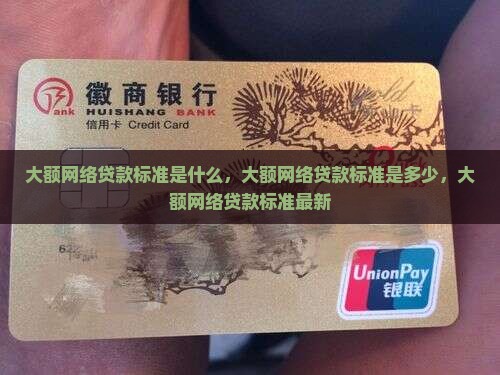 徽商银行
Bank
HUISHANG BANK
信用卡 Credit Card
大额网络贷款标准是什么，大额网络贷款标准是多少，大
额网络贷款标准最新
UnionPay
银联